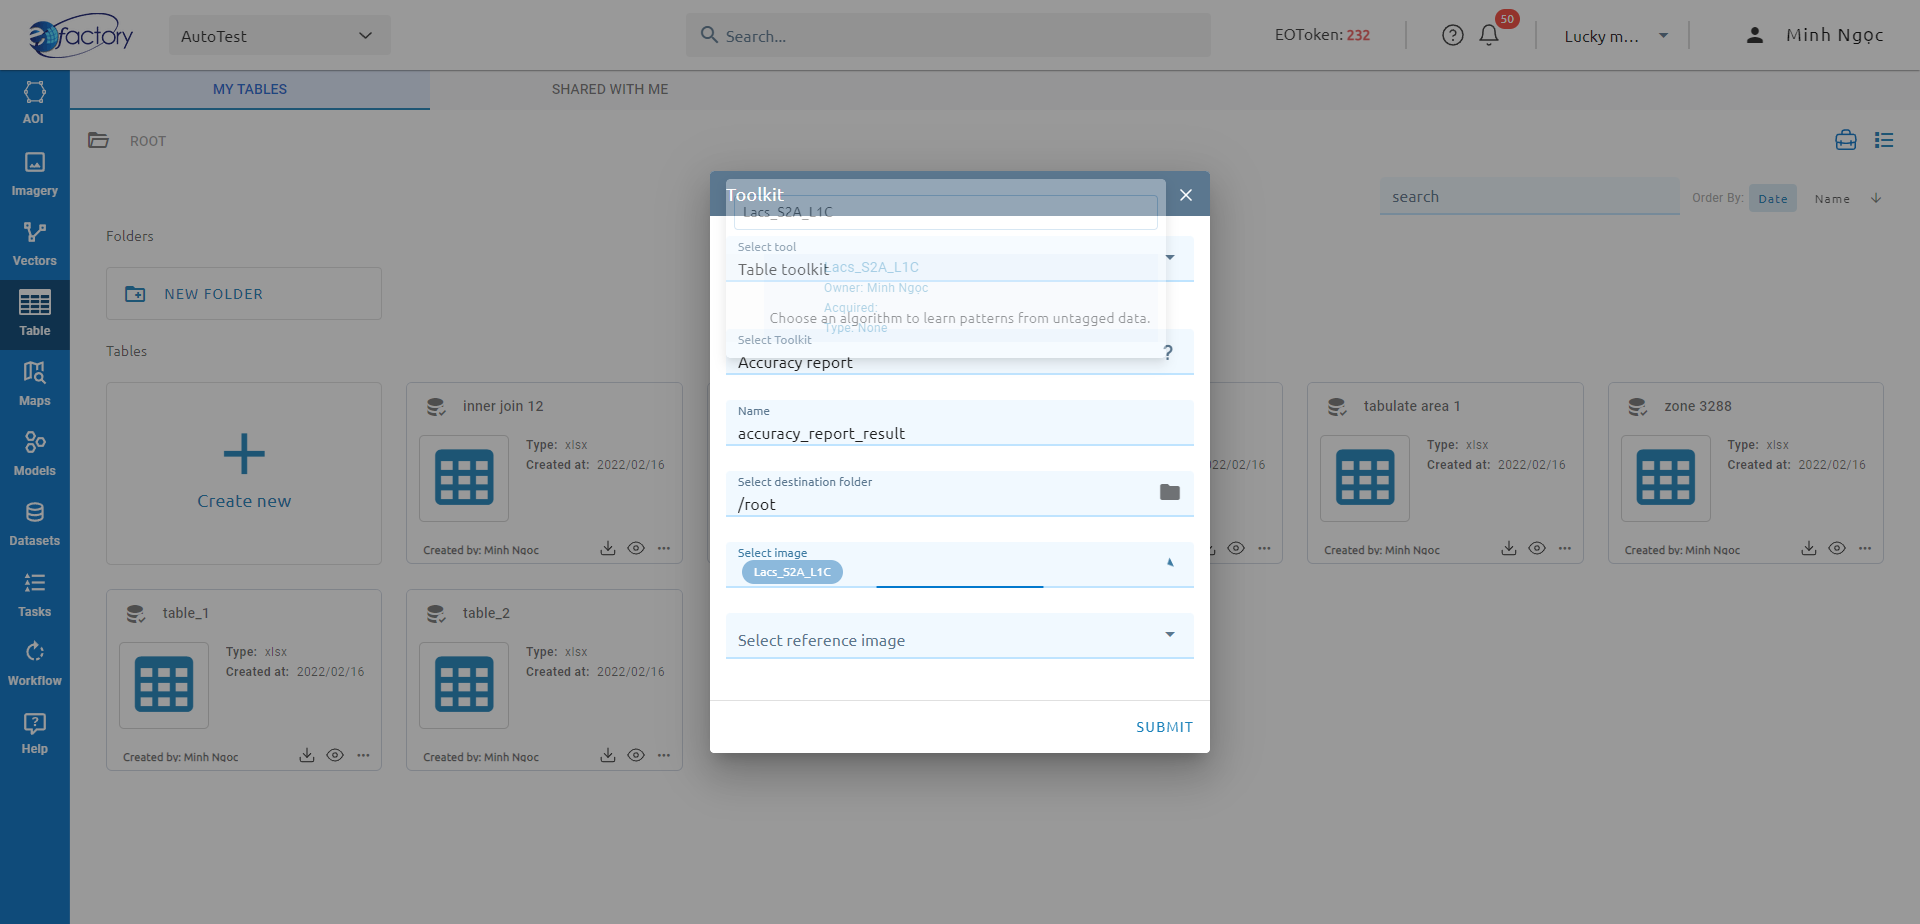 eofactory
AutoTest
Search...
EOToken: 232
50
Lucky m...
Minh Ngọc
AOI
Imagery
Vectors
Table
Maps
Models
Datasets
Tasks
Workflow
Help
MY TABLES
SHARED WITH ME
ROOT
search
Order By:
Date
Name
Folders
NEW FOLDER
Tables
Create new
inner join 12
Type: xlsx
Created at: 2022/02/16
Created by: Minh Ngọc
22/02/16
tabulate area 1
Type: xlsx
Created at: 2022/02/16
Created by: Minh Ngọc
zone 3288
Type: xlsx
Created at: 2022/02/16
Created by: Minh Ngọc
table_1
Type: xlsx
Created at: 2022/02/16
Created by: Minh Ngọc
table_2
Type: xlsx
Created at: 2022/02/16
Created by: Minh Ngọc
Toolkit
Lacs_S2A_L1C
Select tool
Table toolkit
Lacs_S2A_L1C
Owner: Minh Ngọc
Acquired:
Type: None
Choose an algorithm to learn patterns from untagged data.
Select Toolkit
Accuracy report
?
Name
accuracy_report_result
Select destination folder
/root
Select image
Lacs_S2A_L1C
Select reference image
SUBMIT